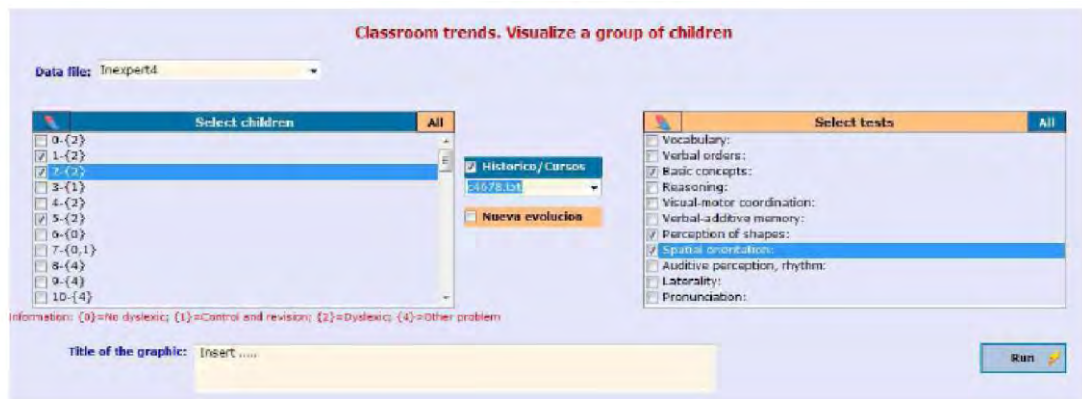 Classroom trends. Visualize a group of children
Data file: Inexpert4
Select children All
0-{2}
1-{2}
2-{2}
3-{1}
4-{2}
5-{2}
6-{0}
7-{0,1}
8-{4}
9-{4}
10-{4}
Historico/Cursos
c4678.txt
Nueva evolucion
Select tests All
Vocabulary:
Verbal orders:
Basic concepts:
Reasoning:
Visual-motor coordination:
Verbal-additive memory:
Perception of shapes:
Spatial orientation:
Auditive perception, rhythm:
Laterality:
Pronunciation:
Information: {0}=No dyslexic; {1}=Control and revision; {2}=Dyslexic; {4}=Other problem
Title of the graphic: Insert .....
Run